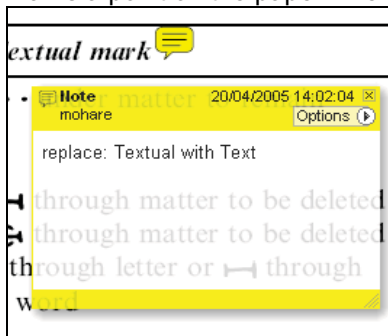 extual mark
Note 20/04/2005 14:02:04
mohare Options
replace: Textual with Text
through matter to be deleted
through matter to be deleted
through letter or through
word